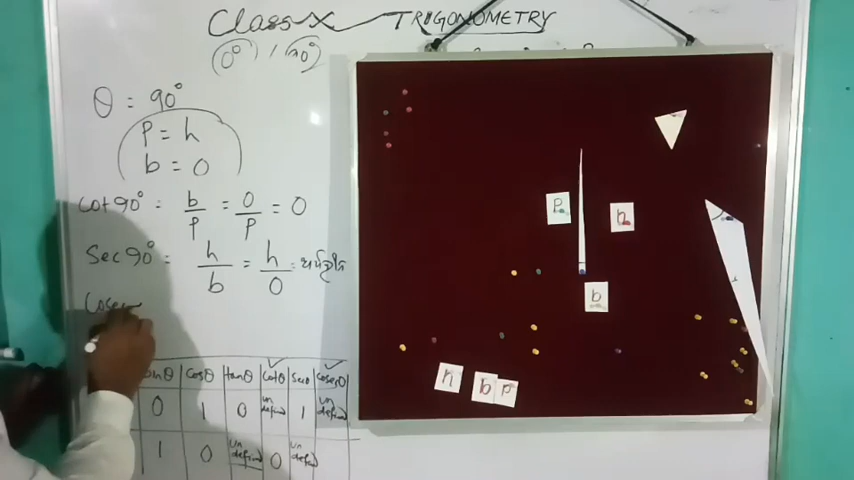 Class X TRIGONOMETRY
(0° / 90°)
θ = 90°
P = h
b = 0
cot 90° = b/P = 0/P = 0
Sec 90° = h/b = h/0 =
Cosec
sinθ cosθ tanθ cotθ secθ cosecθ
0 1 0 un defined 1 un defined
1 0 un defined 0 un defined
P
h
b
h b P